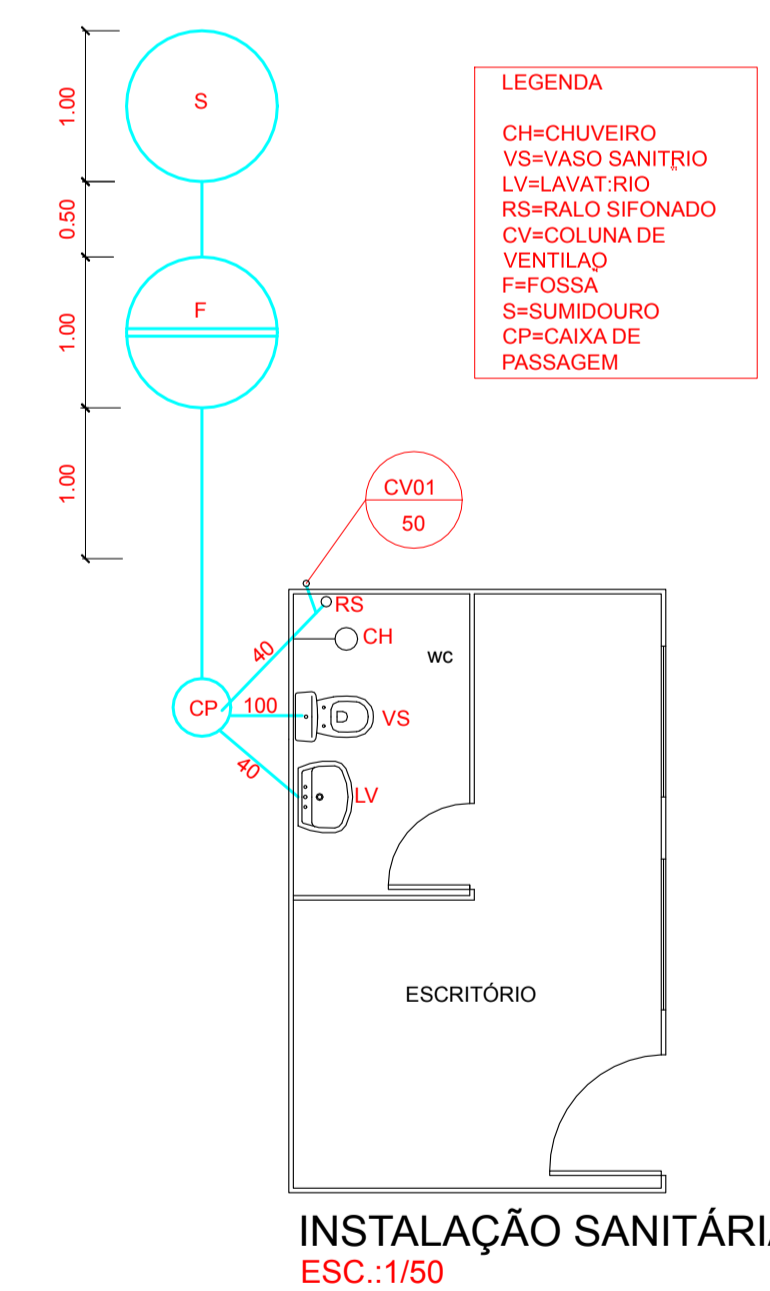 1.00
S
0.50
1.00
F
1.00
LEGENDA
CH=CHUVEIRO
VS=VASO SANITRIO
LV=LAVAT:RIO
RS=RALO SIFONADO
CV=COLUNA DE
VENTILAO
F=FOSSA
S=SUMIDOURO
CP=CAIXA DE
PASSAGEM
CV01
50
RS
CH
40
WC
CP
100
VS
40
LV
ESCRITÓRIO
INSTALAÇÃO SANITÁRI
ESC.:1/50